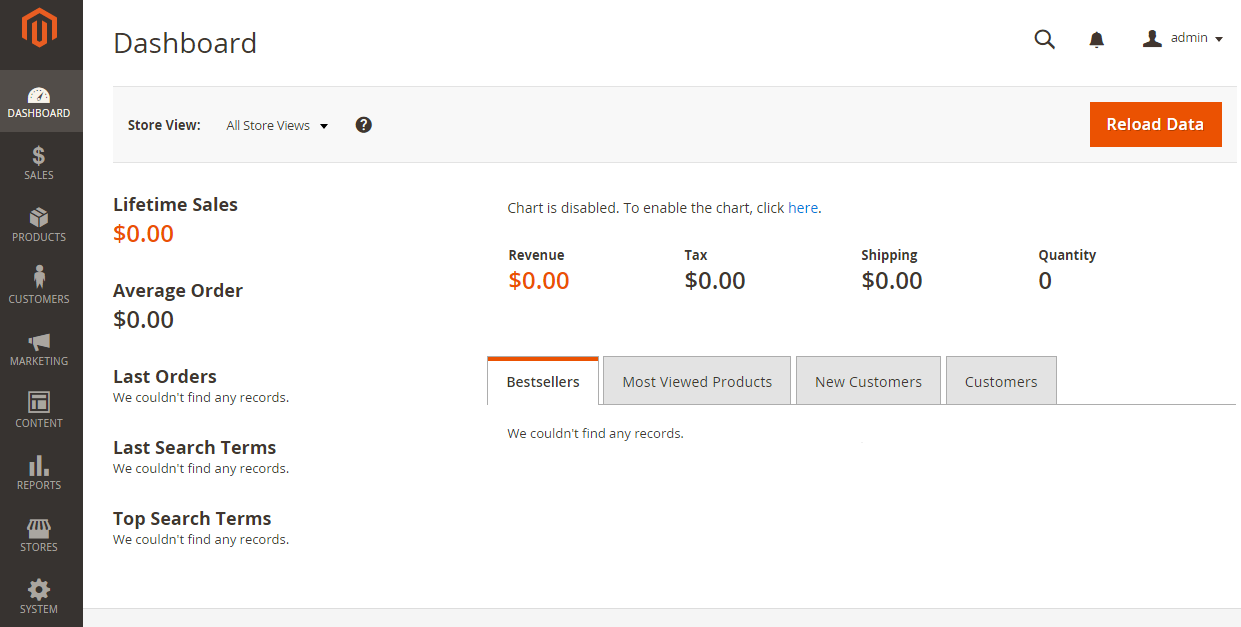 Dashboard
admin
DASHBOARD
SALES
PRODUCTS
CUSTOMERS
MARKETING
CONTENT
REPORTS
STORES
SYSTEM
Store View: All Store Views ?
Reload Data
Lifetime Sales
$0.00
Average Order
$0.00
Last Orders
We couldn't find any records.
Last Search Terms
We couldn't find any records.
Top Search Terms
We couldn't find any records.
Chart is disabled. To enable the chart, click here.
Revenue Tax Shipping Quantity
$0.00 $0.00 $0.00 0
Bestsellers Most Viewed Products New Customers Customers
We couldn't find any records.